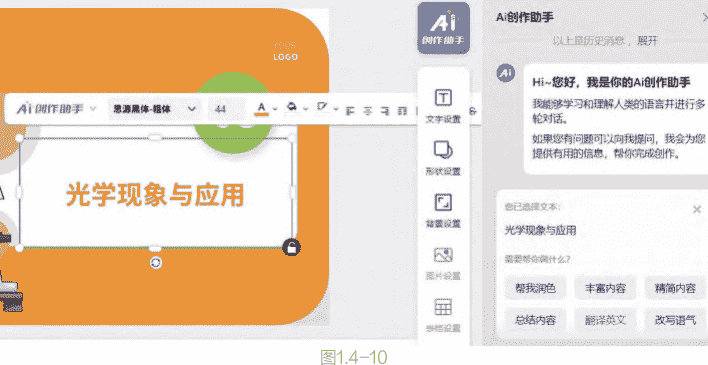 LOGO
Ai创作助手
思源黑体-粗体
44
光学现象与应用
Ai
创作助手
文字设置
形状设置
背景设置
图片设置
表格设置
Ai创作助手
以上是历史消息，展开
Ai
Hi~您好，我是你的Ai创作助手
我能够学习和理解人类的语言并进行多
轮对话。
如果您有问题可以向我提问，我会为您
提供有用的信息，帮你完成创作。
您已选择文本：
光学现象与应用
需要帮你做什么？
帮我润色
丰富内容
精简内容
总结内容
翻译英文
改写语气
图1.4-10